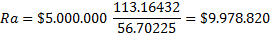 Ra = $5.000.000 113.16432 / 56.70225 = $9.978.820